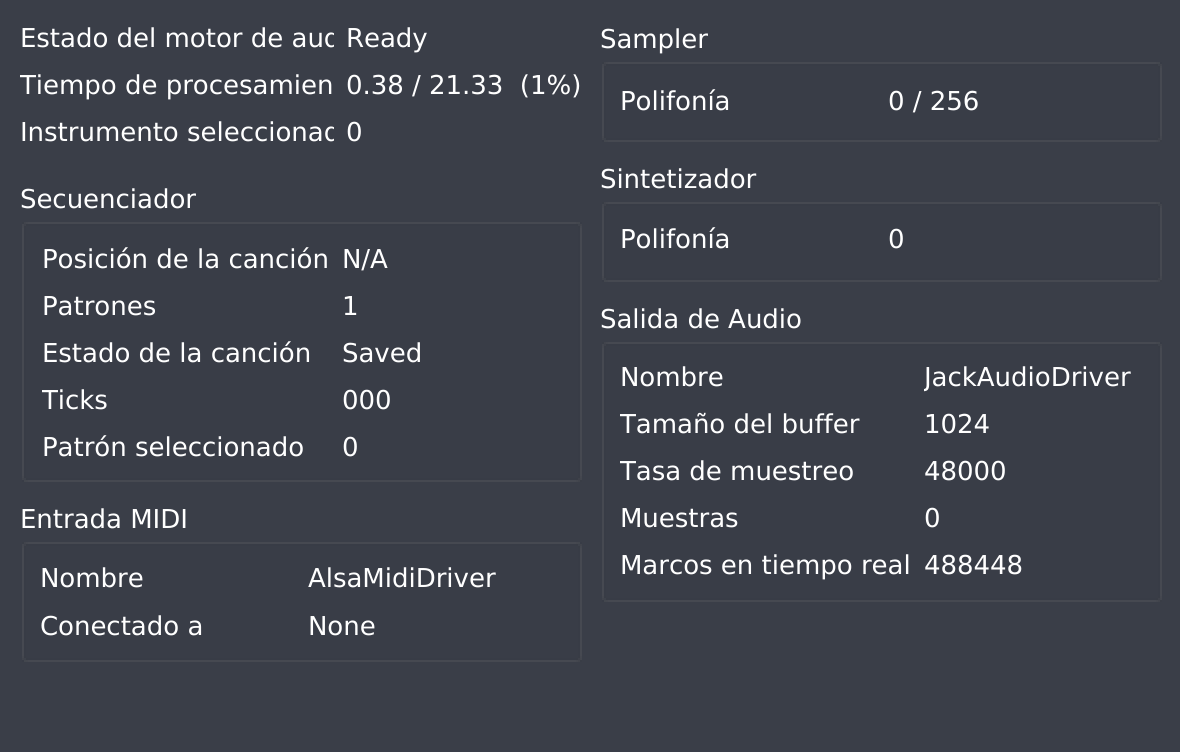 Estado del motor de auc Ready
Tiempo de procesamien 0.38 / 21.33 (1%)
Instrumento seleccionac 0
Secuenciador
Posición de la canción N/A
Patrones 1
Estado de la canción Saved
Ticks 000
Patrón seleccionado 0
Entrada MIDI
Nombre AlsaMidiDriver
Conectado a None
Sampler
Polifonía 0 / 256
Sintetizador
Polifonía 0
Salida de Audio
Nombre JackAudioDriver
Tamaño del buffer 1024
Tasa de muestreo 48000
Muestras 0
Marcos en tiempo real 488448